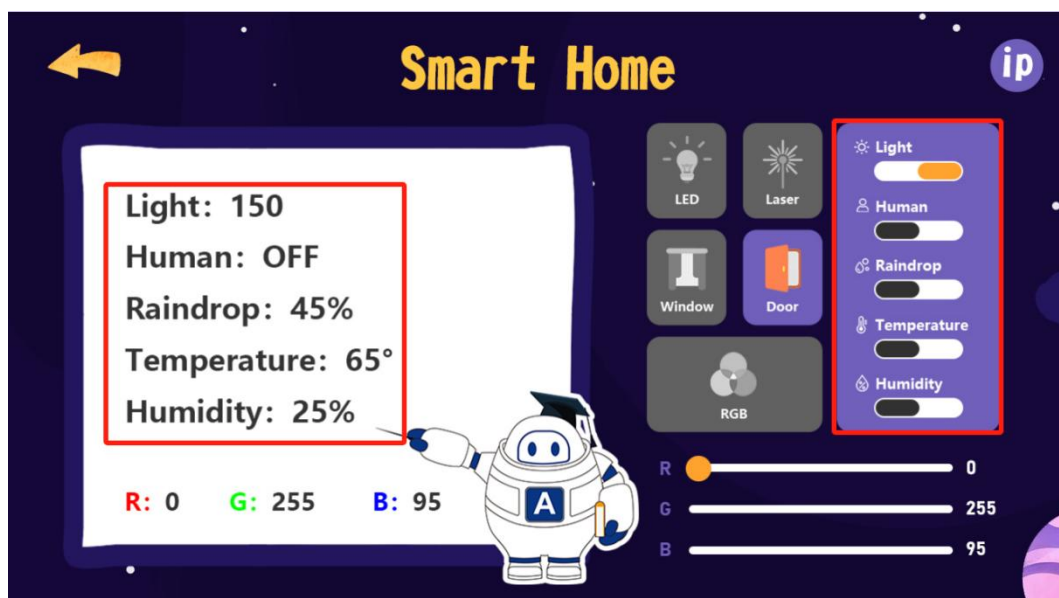 Smart Home
ip
Light: 150
Human: OFF
Raindrop: 45%
Temperature: 65°
Humidity: 25%
R: 0 G: 255 B: 95
A
LED
Laser
Window
Door
RGB
Light
Human
Raindrop
Temperature
Humidity
R 0
G 255
B 95